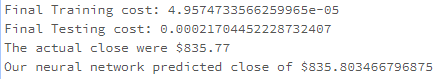 Final Training cost: 4.9574733566259965e-05
Final Testing cost: 0.00021704452228732407
The actual close were $835.77
Our neural network predicted close of $835.803466796875